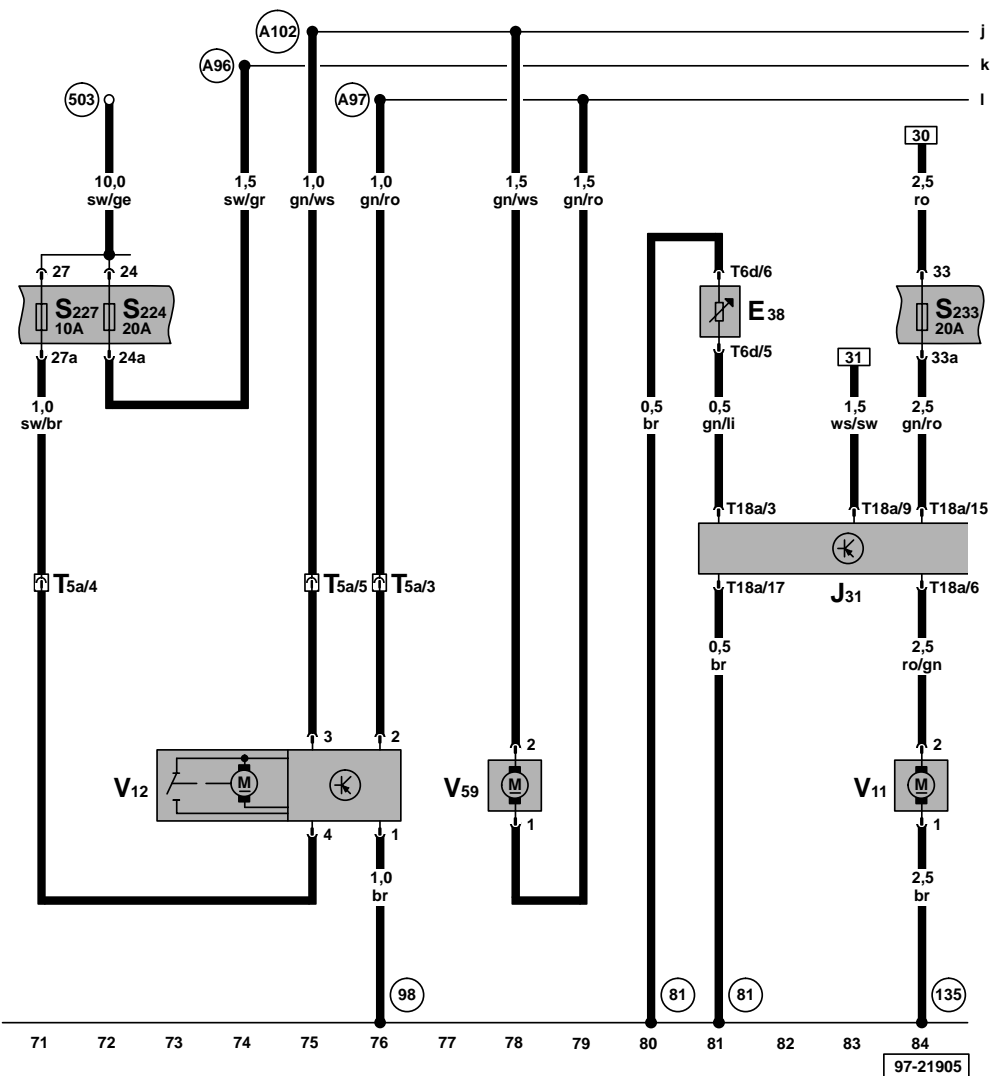 A102 j
A96 k
503 A97 l
30
10,0 1,5 1,0 1,0 1,5 1,5 2,5
sw/ge sw/gr gn/ws gn/ro gn/ws gn/ro ro
27 24 T6d/6 33
S227 S224 E38 S233
10A 20A 20A
27a 24a T6d/5 31 33a
1,0 0,5 0,5 1,5 2,5
sw/br br gn/li ws/sw gn/ro
T18a/3 T18a/9 T18a/15
T5a/4 T5a/5 T5a/3 T18a/17 J31 T18a/6
0,5 2,5
br ro/gn
3 2 2 2
V12 M V59 M V11 M
4 1 1 1
1,0 2,5
br br
98 81 81 135
71 72 73 74 75 76 77 78 79 80 81 82 83 84
97-21905